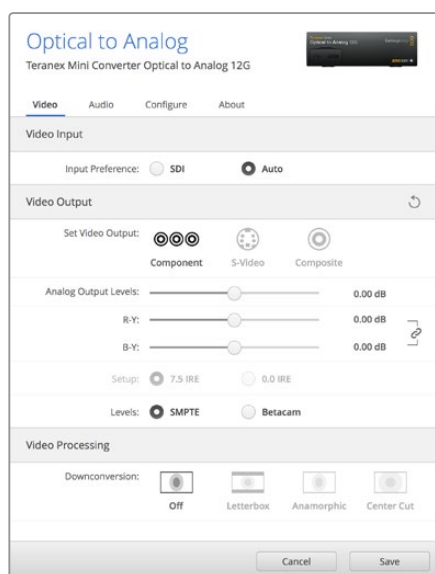 Optical to Analog
Teranex Mini Converter Optical to Analog 12G
Video Audio Configure About
Video Input
Input Preference: SDI Auto
Video Output
Set Video Output:
Component S-Video Composite
Analog Output Levels: 0.00 dB
R-Y: 0.00 dB
B-Y: 0.00 dB
Setup: 7.5 IRE 0.0 IRE
Levels: SMPTE Betacam
Video Processing
Downconversion:
Off Letterbox Anamorphic Center Cut
Cancel Save